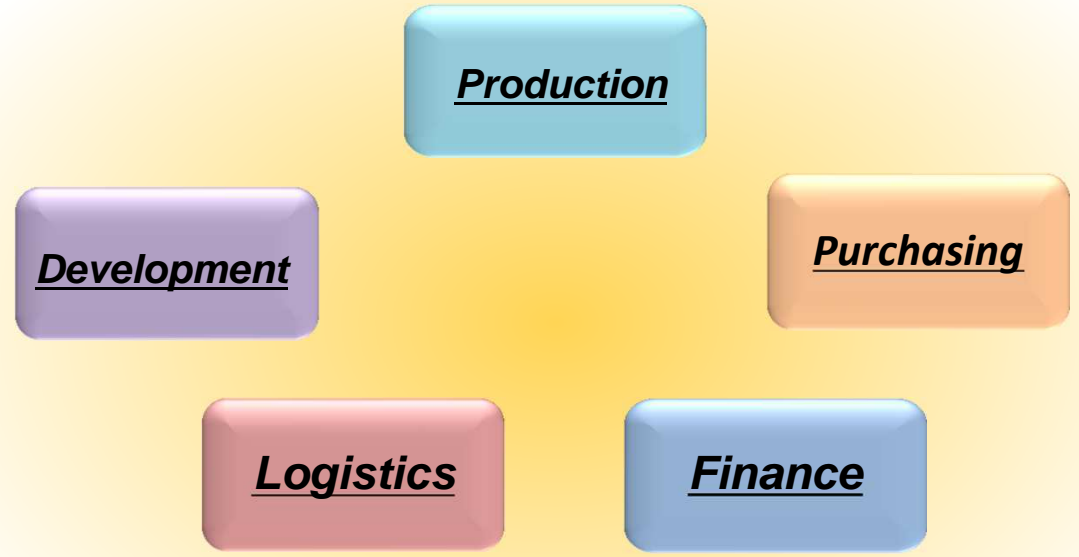 Production
Purchasing
Development
Logistics
Finance